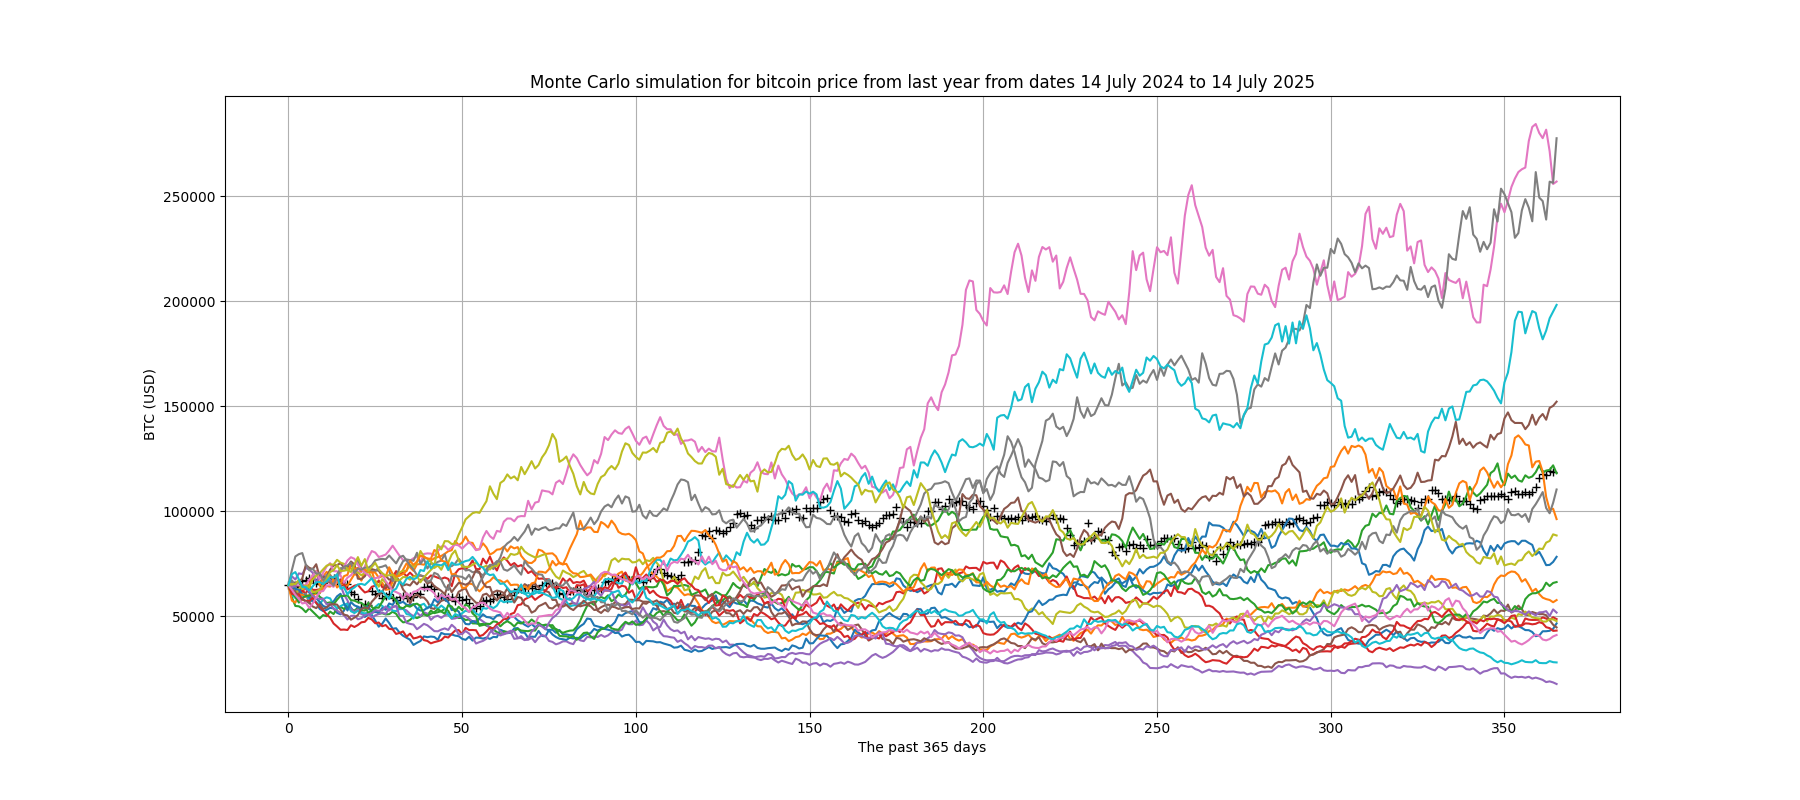 Monte Carlo simulation for bitcoin price from last year from dates 14 July 2024 to 14 July 2025
250000
200000
150000
100000
50000
BTC (USD)
0 50 100 150 200 250 300 350
The past 365 days